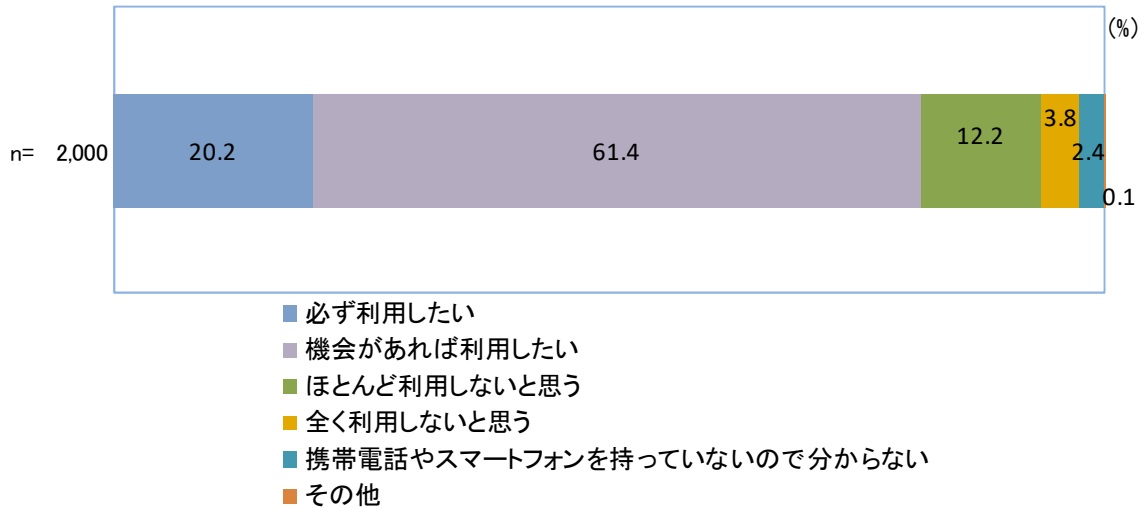 (%)
n= 2,000 20.2 61.4 12.2 3.8 2.4 0.1
必ず利用したい
機会があれば利用したい
ほとんど利用しないと思う
全く利用しないと思う
携帯電話やスマートフォンを持っていないので分からない
その他